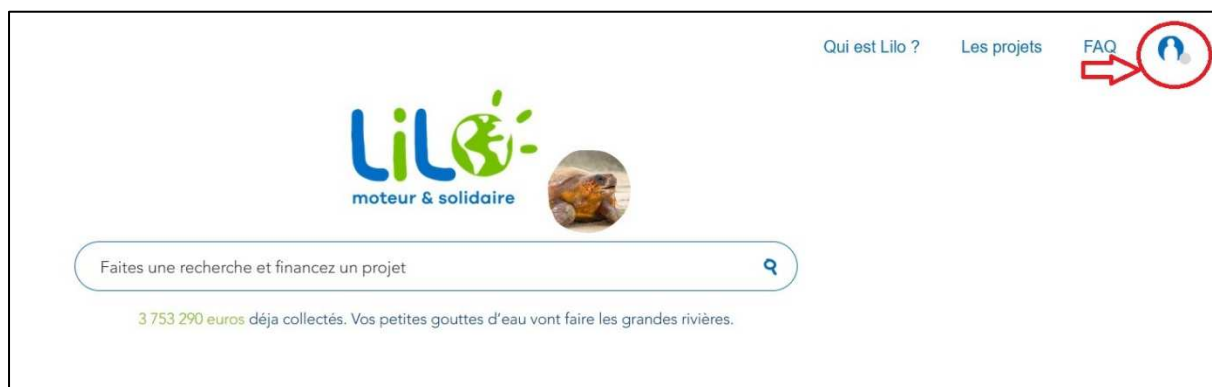 Qui est Lilo ? Les projets FAQ
LiLO
moteur & solidaire
Faites une recherche et financez un projet
3 753 290 euros déja collectés. Vos petites gouttes d'eau vont faire les grandes rivières.